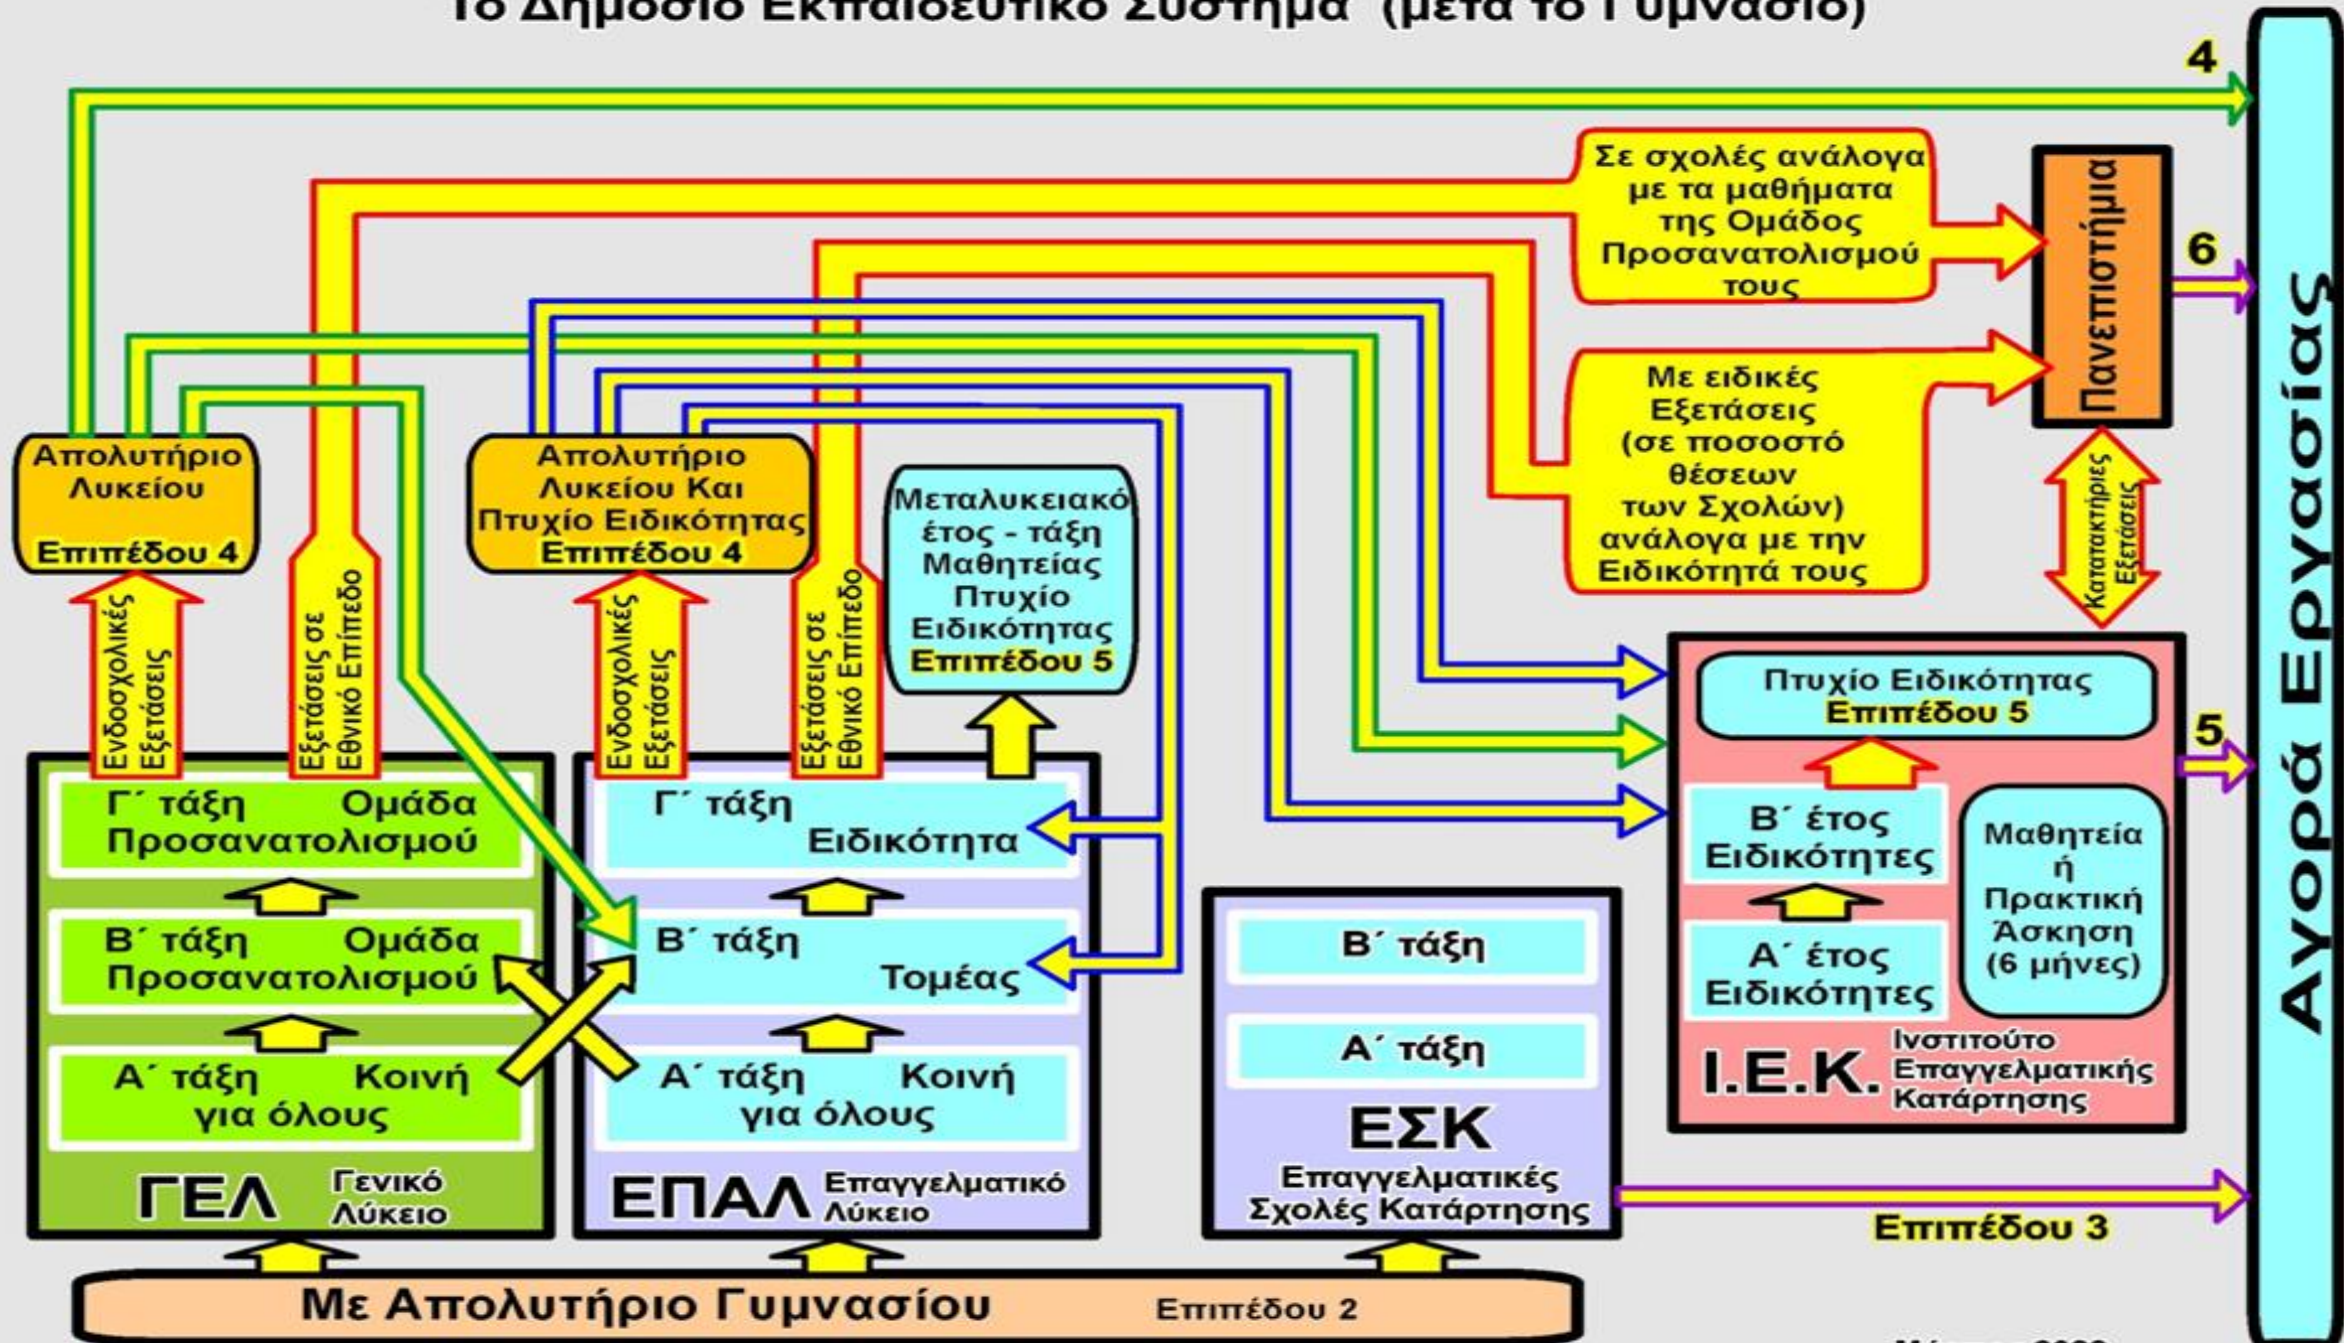 Το Δημόσιο Εκπαιδευτικό Σύστημα (μετά το Γυμνάσιο)
4
Σε σχολές ανάλογα
με τα μαθήματα
της Ομάδος
Προσανατολισμού
τους
Πανεπιστήμια
6
Αγορά Εργασίας
Με ειδικές
Εξετάσεις
(σε ποσοστό
θέσεων
των Σχολών)
ανάλογα με την
Ειδικότητά τους
Κατατακτήριες
Εξετάσεις
Απολυτήριο
Λυκείου
Επιπέδου 4
Απολυτήριο
Λυκείου Και
Πτυχίο Ειδικότητας
Επιπέδου 4
Μεταλυκειακό
έτος - τάξη
Μαθητείας
Πτυχίο
Ειδικότητας
Επιπέδου 5
Ενδοσχολικές
Εξετάσεις
Εξετάσεις σε
Εθνικό Επίπεδο
Ενδοσχολικές
Εξετάσεις
Εξετάσεις σε
Εθνικό Επίπεδο
Γ΄ τάξη Ομάδα
Προσανατολισμού
Β΄ τάξη Ομάδα
Προσανατολισμού
Α΄ τάξη Κοινή
για όλους
ΓΕΛ Γενικό
Λύκειο
Γ΄ τάξη
Ειδικότητα
Β΄ τάξη
Τομέας
Α΄ τάξη Κοινή
για όλους
ΕΠΑΛ Επαγγελματικό
Λύκειο
Β΄ τάξη
Α΄ τάξη
ΕΣΚ
Επαγγελματικές
Σχολές Κατάρτησης
Πτυχίο Ειδικότητας
Επιπέδου 5
5
Β΄ έτος
Ειδικότητες
Α΄ έτος
Ειδικότητες
Μαθητεία
ή
Πρακτική
Άσκηση
(6 μήνες)
Ι.Ε.Κ. Ινστιτούτο
Επαγγελματικής
Κατάρτησης
Επιπέδου 3
Με Απολυτήριο Γυμνασίου Επιπέδου 2